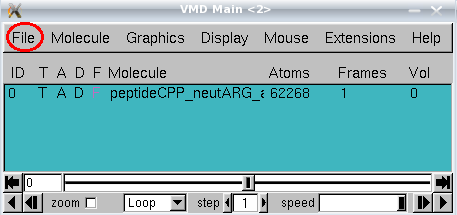 VMD Main <2>
File Molecule Graphics Display Mouse Extensions Help
ID T A D F Molecule Atoms Frames Vol
0 T A D F peptideCPP_neutARG_a 62268 1 0
0
zoom Loop step 1 speed